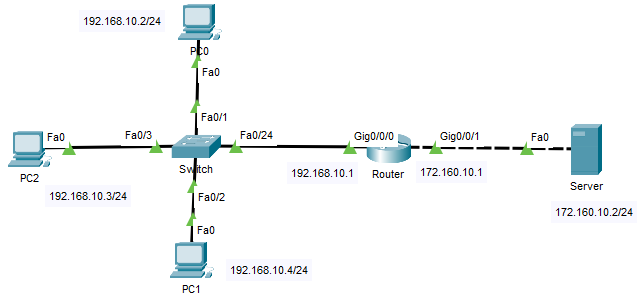 192.168.10.2/24
PC0
Fa0
Fa0/1
Fa0
Fa0/3
Fa0/24
Gig0/0/0
Gig0/0/1
Fa0
PC2
Switch
192.168.10.1
Router
172.160.10.1
Server
192.168.10.3/24
Fa0/2
172.160.10.2/24
Fa0
PC1
192.168.10.4/24